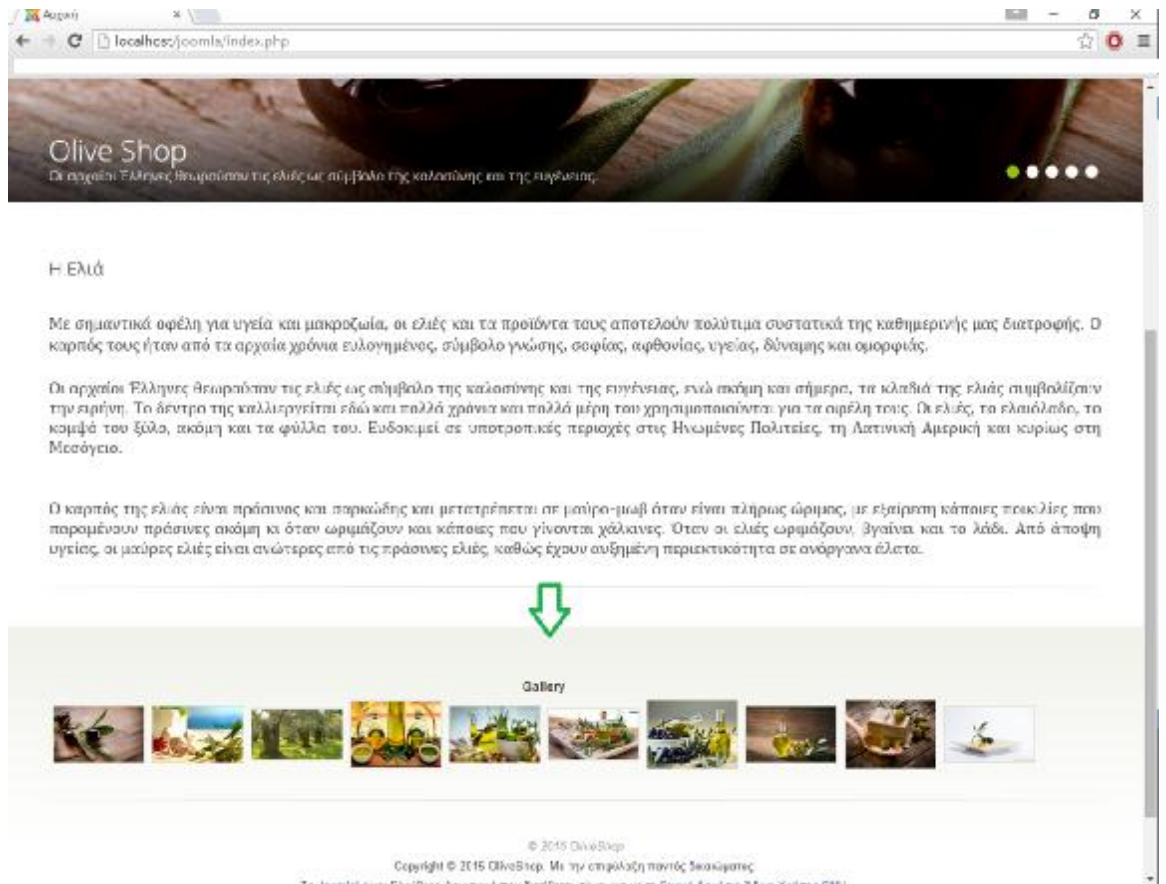 Αρχική
localhost/joomla/index.php
Olive Shop
Οι αρχαίοι Έλληνες θεωρούσαν τις ελιές ως σύμβολο της καλοσύνης και της ευγένειας.
Η Ελιά
Με σημαντικά οφέλη για υγεία και μακροζωία, οι ελιές και τα προϊόντα τους αποτελούν πολύτιμα συστατικά της καθημερινής μας διατροφής. Ο
καρπός τους ήταν από τα αρχαία χρόνια ευλογημένος, σύμβολο γνώσης, σοφίας, αφθονίας, υγείας, δύναμης και ομορφιάς.
Οι αρχαίοι Έλληνες θεωρούσαν τις ελιές ως σύμβολο της καλοσύνης και της ευγένειας, ενώ ακόμη και σήμερα, τα κλαδιά της ελιάς συμβολίζουν
την ειρήνη. Το δέντρο της καλλιεργείται εδώ και πολλά χρόνια και πολλά μέρη του χρησιμοποιούνται για τα οφέλη τους. Οι ελιές, το ελαιόλαδο, το
κομψό του ξύλο, ακόμη και τα φύλλα του. Ευδοκιμεί σε υποτροπικές περιοχές στις Ηνωμένες Πολιτείες, τη Λατινική Αμερική και κυρίως στη
Μεσόγειο.
Ο καρπός της ελιάς είναι πράσινος και σαρκώδης και μετατρέπεται σε μαύρο-μωβ όταν είναι πλήρως ώριμος, με εξαίρεση κάποιες ποικιλίες που
παραμένουν πράσινες ακόμη κι όταν ωριμάζουν και κάποιες που γίνονται χάλκινες. Όταν οι ελιές ωριμάζουν, βγαίνει και το λάδι. Από άποψη
υγείας, οι μαύρες ελιές είναι ανώτερες από τις πράσινες ελιές, καθώς έχουν αυξημένη περιεκτικότητα σε ανόργανα άλατα.
Gallery
© 2015 OliveShop
Copyright © 2015 OliveShop. Με την επιφύλαξη παντός δικαιώματος.